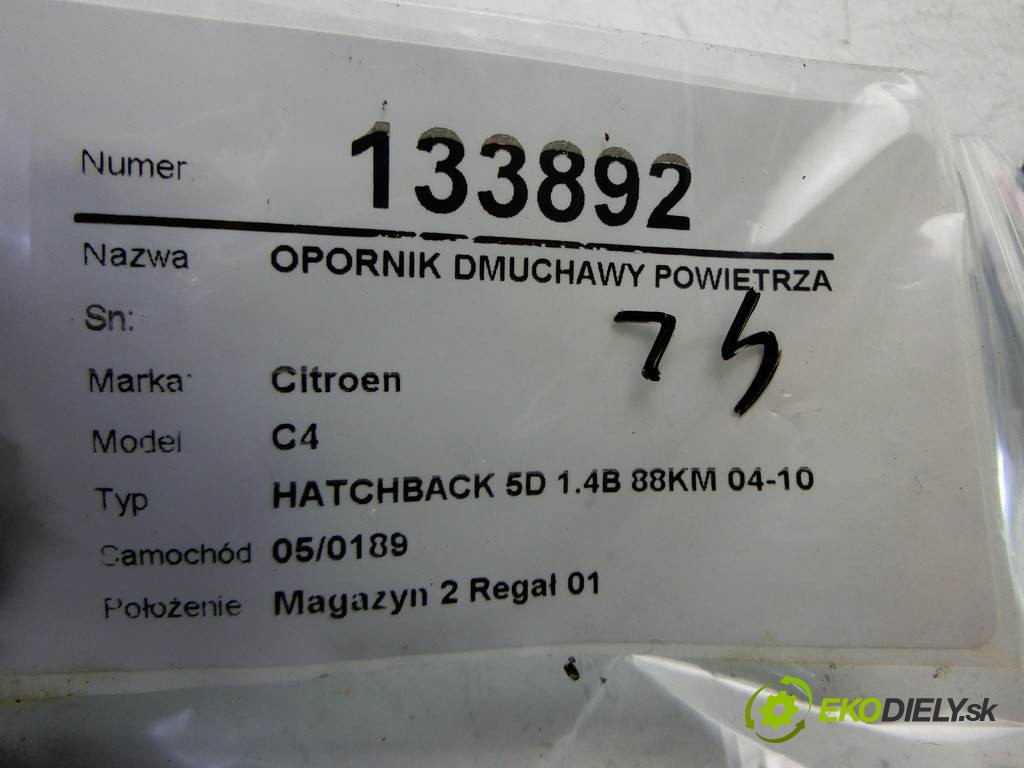 Numer 133892
Nazwa OPORNIK DMUCHAWY POWIETRZA
Sn:
Marka Citroen
Model C4
Typ HATCHBACK 5D 1.4B 88KM 04-10
Samochód 05/0189
Położenie Magazyn 2 Regał 01
EKODIELY.sk